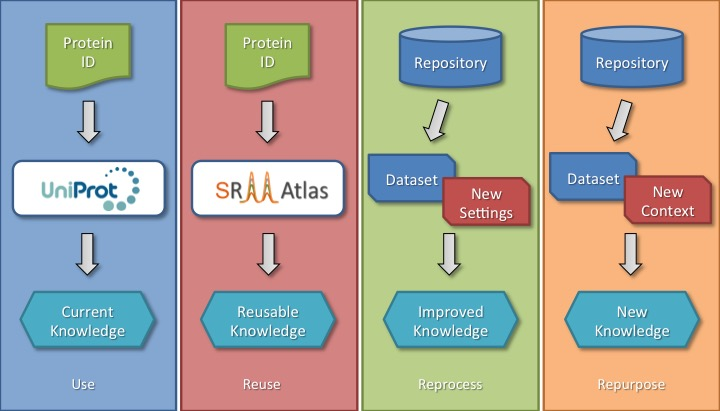 Protein
ID
UniProt
Current
Knowledge
Use
Protein
ID
SRM Atlas
Reusable
Knowledge
Reuse
Repository
Dataset
New
Settings
Improved
Knowledge
Reprocess
Repository
Dataset
New
Context
New
Knowledge
Repurpose